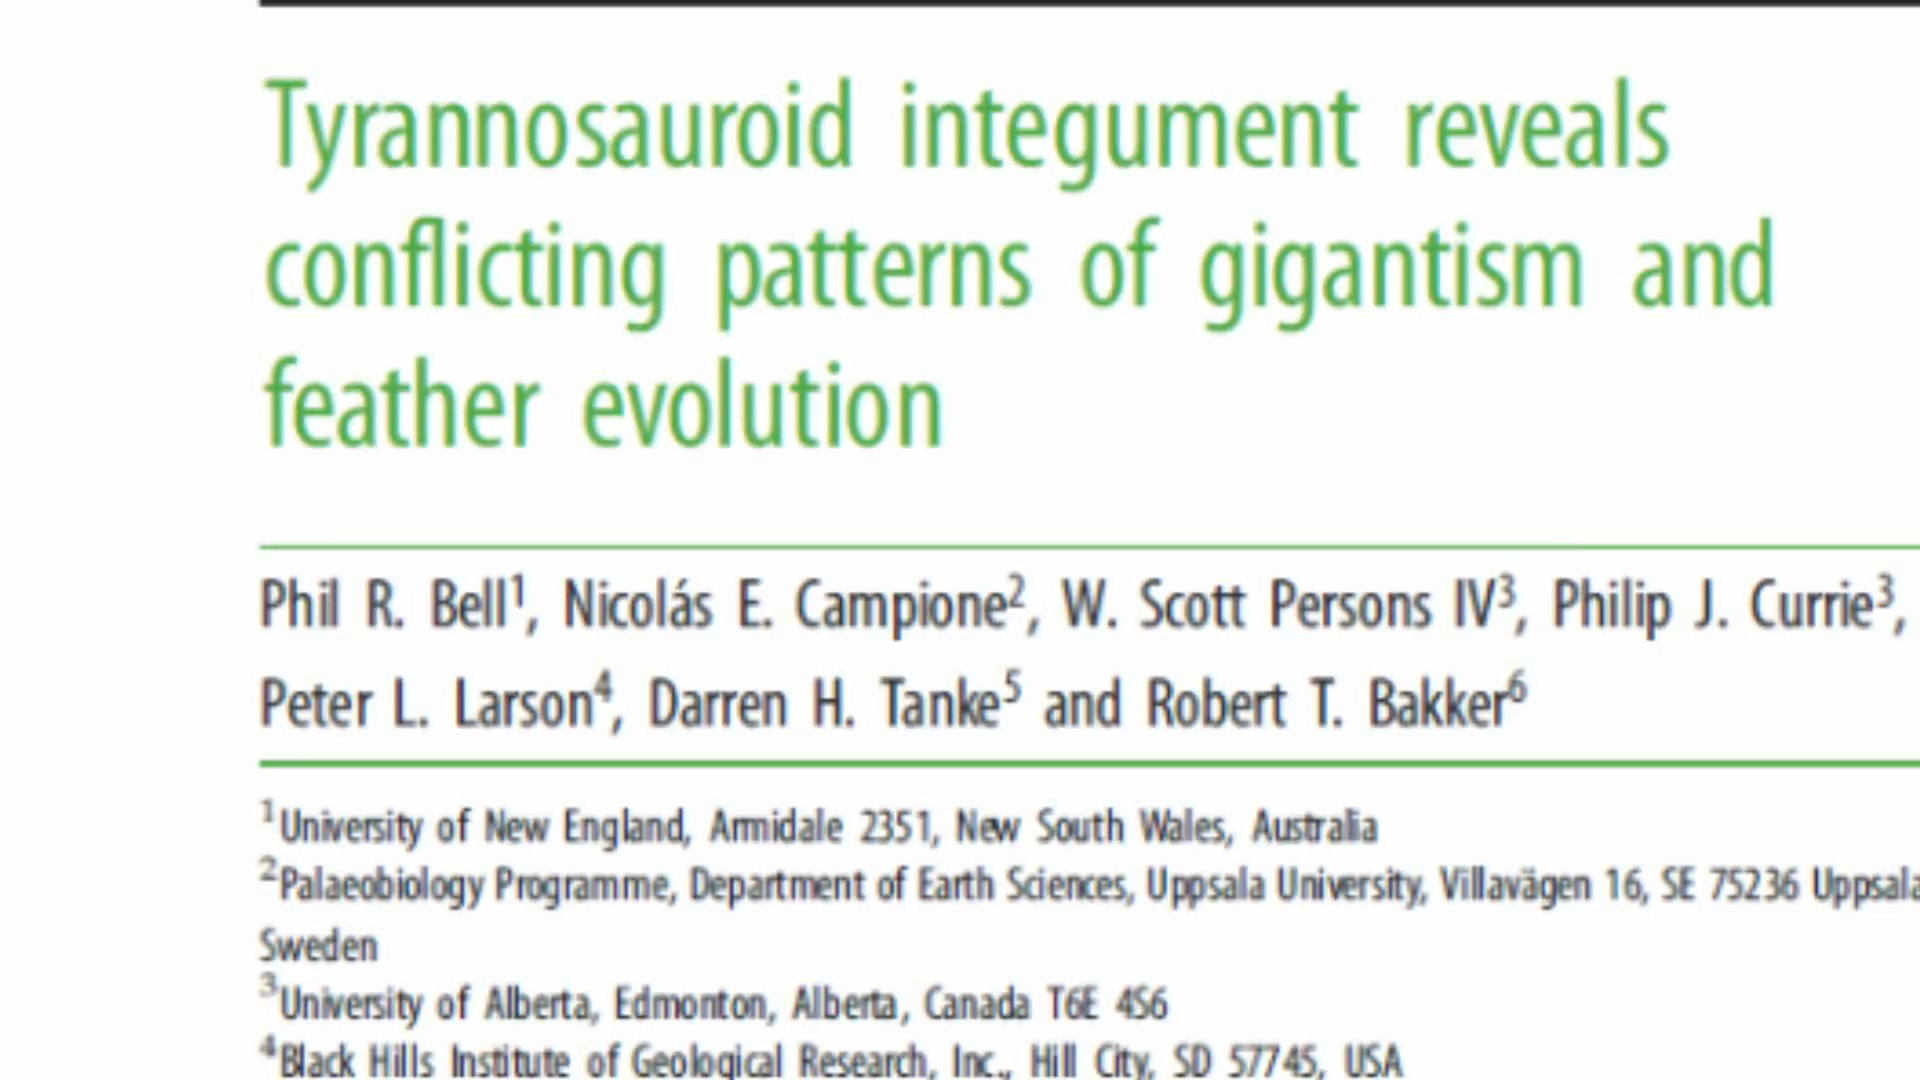 Tyrannosauroid integument reveals
conflicting patterns of gigantism and
feather evolution
Phil R. Bell¹, Nicolás E. Campione², W. Scott Persons IV³, Philip J. Currie³,
Peter L. Larson⁴, Darren H. Tanke⁵ and Robert T. Bakker⁶
¹University of New England, Armidale 2351, New South Wales, Australia
²Palaeobiology Programme, Department of Earth Sciences, Uppsala University, Villavägen 16, SE 75236 Uppsala
Sweden
³University of Alberta, Edmonton, Alberta, Canada T6E 4S6
⁴Black Hills Institute of Geological Research, Inc., Hill City, SD 57745, USA